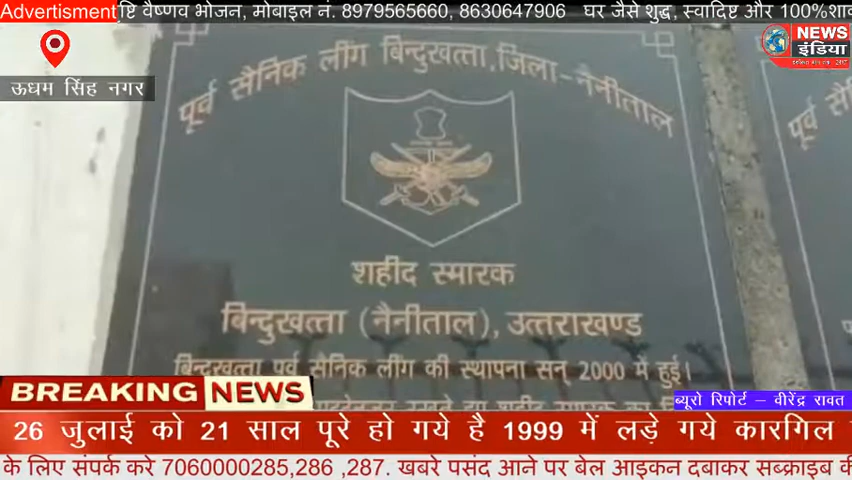 Advertisment ष्टि वैष्णव भोजन, मोबाइल नं. 8979565660, 8630647906 घर जैसे शुद्ध, स्वादिष्ट और 100%शाव
NEWS
इंडिया
ऊधम सिंह नगर
पूर्व सैनिक लीग बिन्दुखत्ता, जिला-नैनीताल
पूर्व सै
शहीद स्मारक
बिन्दुखत्ता (नैनीताल), उत्तराखण्ड
बिन्दुखत्ता पूर्व सैनिक लींग की स्थापना सन् 2000 में हुई।
BREAKING NEWS
ब्यूरो रिपोर्ट – वीरेंद्र रावत
26 जुलाई को 21 साल पूरे हो गये है 1999 में लड़े गये कारगिल
के लिए संपर्क करे 7060000285,286 ,287. खबरे पसंद आने पर बेल आइकन दबाकर सब्क्राइब की